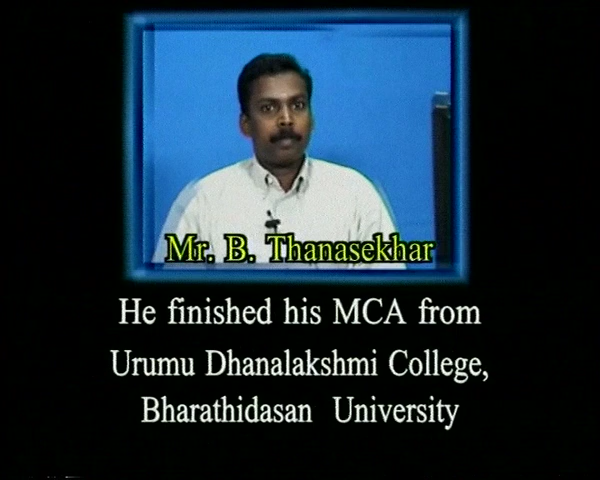 Mr. B. Thanasekhar
He finished his MCA from
Urumu Dhanalakshmi College,
Bharathidasan University